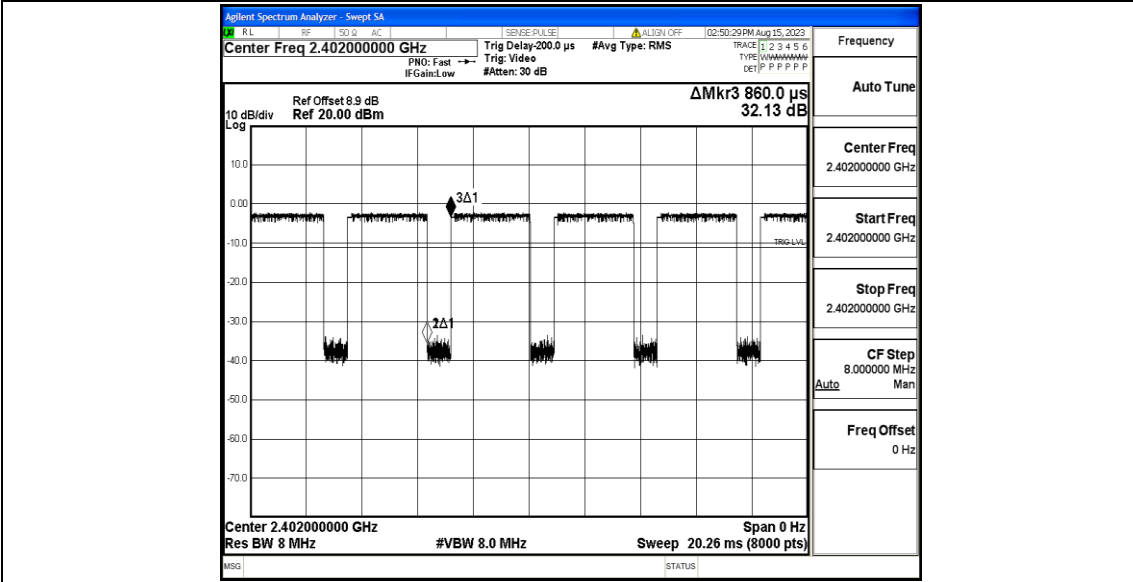 Agilent Spectrum Analyzer - Swept SA
RL RF 50 Ω AC SENSE:PULSE ALIGN OFF 02:50:29 PM Aug 15, 2023
Center Freq 2.402000000 GHz
PNO: Fast
IFGain:Low
Trig Delay-200.0 µs
Trig: Video
#Atten: 30 dB
#Avg Type: RMS
TRACE 1 2 3 4 5 6
TYPE
DET P P P P P P
Ref Offset 8.9 dB
10 dB/div Ref 20.00 dBm
Log
ΔMkr3 860.0 µs
32.13 dB
10.0
0.00
-10.0
-20.0
-30.0
-40.0
-50.0
-60.0
-70.0
3Δ1
TRIG LVL
Center 2.402000000 GHz
Span 0 Hz
Res BW 8 MHz
#VBW 8.0 MHz
Sweep 20.26 ms (8000 pts)
MSG
STATUS
Frequency
Auto Tune
Center Freq
2.402000000 GHz
Start Freq
2.402000000 GHz
Stop Freq
2.402000000 GHz
CF Step
8.000000 MHz
Auto Man
Freq Offset
0 Hz